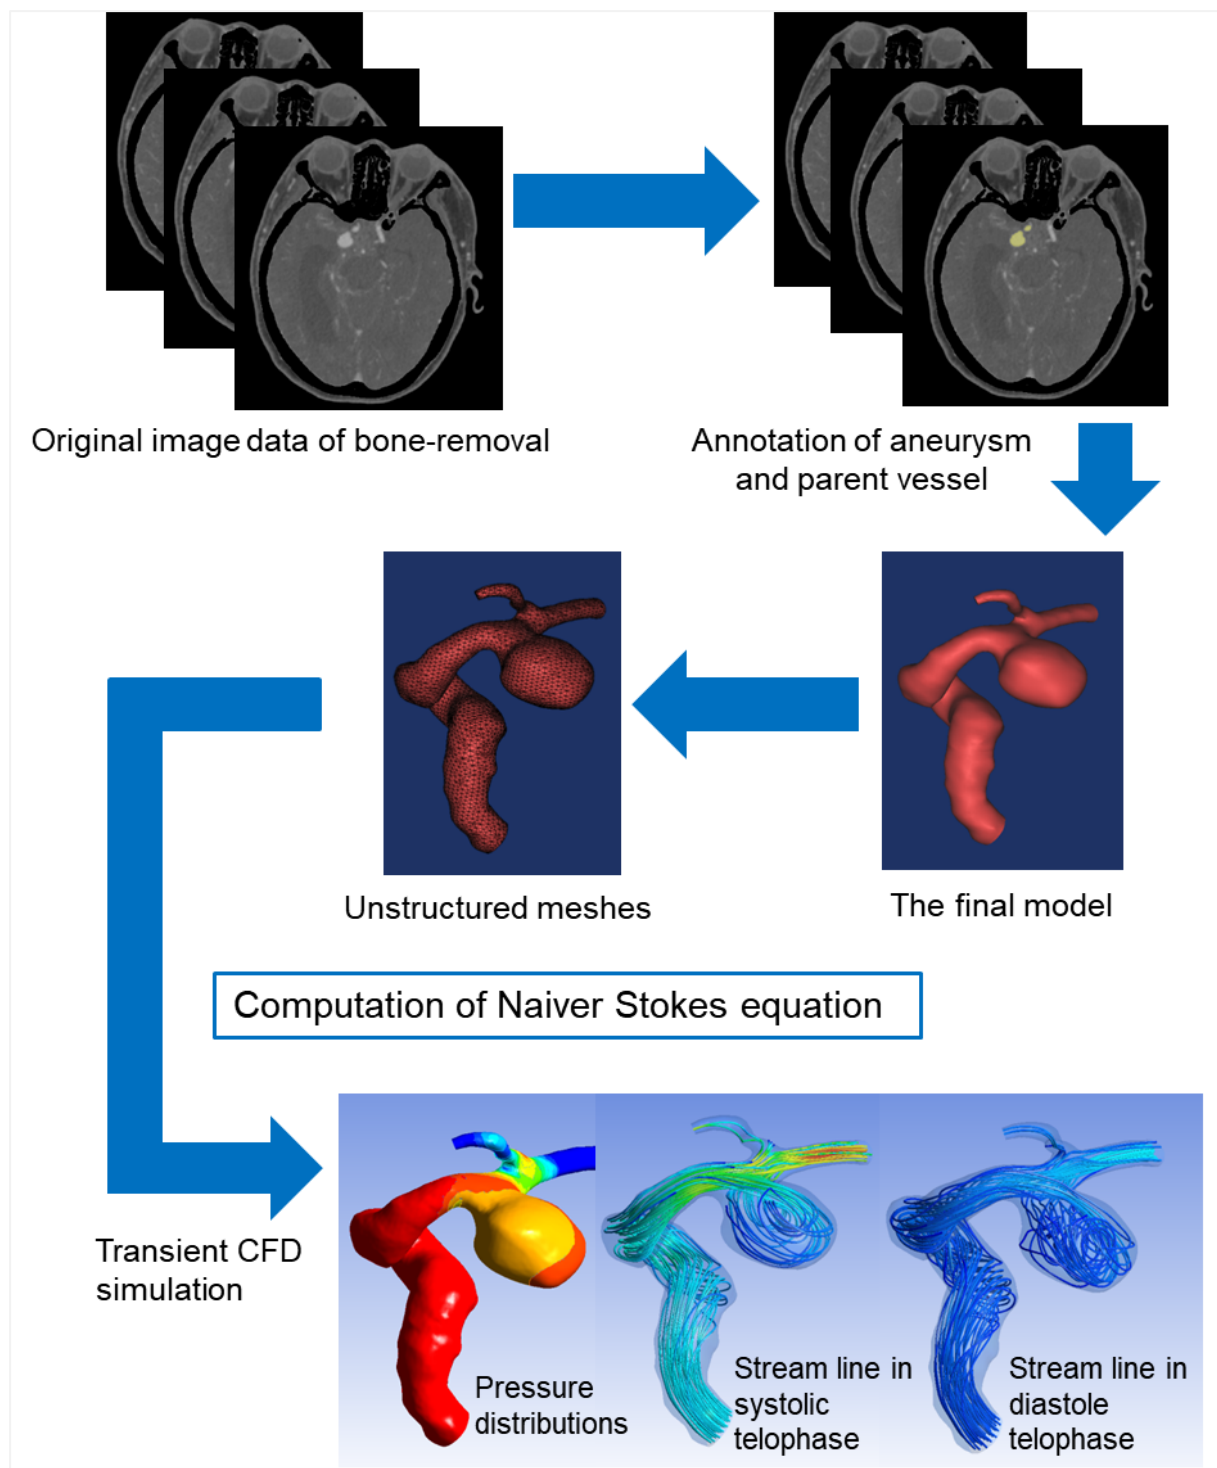 Original image data of bone-removal
Annotation of aneurysm
and parent vessel
Unstructured meshes
The final model
Computation of Naiver Stokes equation
Transient CFD
simulation
Pressure
distributions
Stream line in
systolic
telophase
Stream line in
diastole
telophase